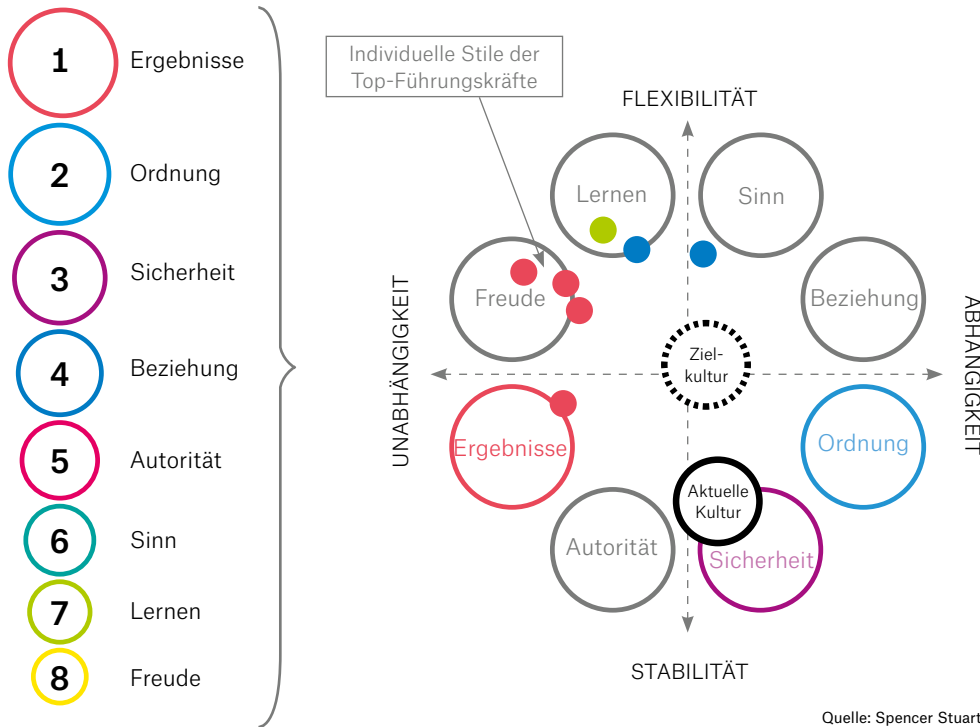 1 Ergebnisse
2 Ordnung
3 Sicherheit
4 Beziehung
5 Autorität
6 Sinn
7 Lernen
8 Freude
Individuelle Stile der
Top-Führungskräfte
FLEXIBILITÄT
Lernen
Sinn
Freude
Beziehung
UNABHÄNGIGKEIT
Ziel-
kultur
ABHÄNGIGKEIT
Ergebnisse
Ordnung
Aktuelle
Kultur
Autorität
Sicherheit
STABILITÄT
Quelle: Spencer Stuart